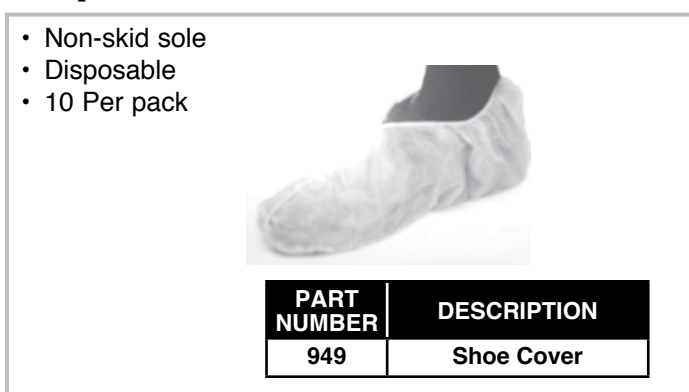 • Non-skid sole
• Disposable
• 10 Per pack
PART NUMBER DESCRIPTION
949 Shoe Cover